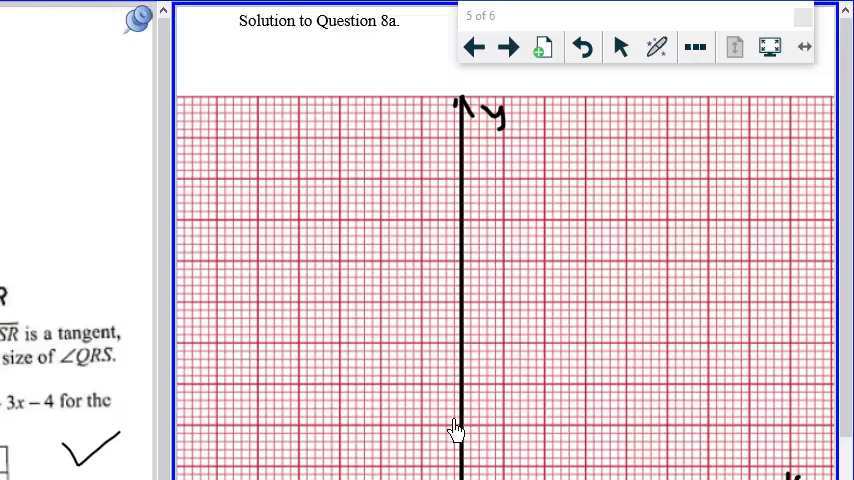 Solution to Question 8a.
5 of 6
y
SR is a tangent,
size of ∠QRS.
3x – 4 for the